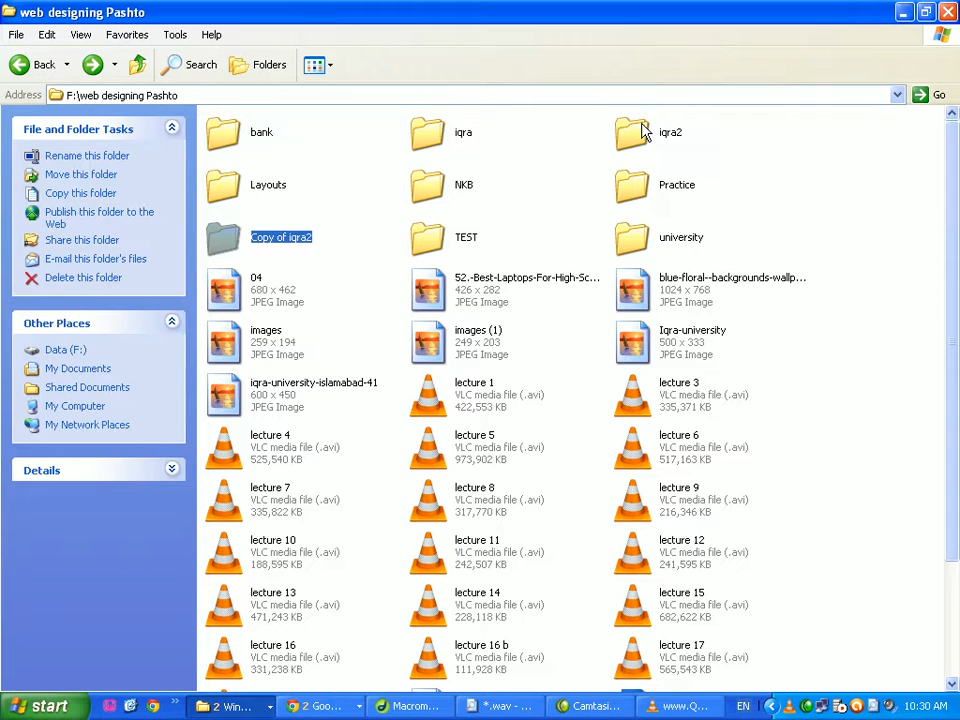 web designing Pashto
File Edit View Favorites Tools Help
Back Search Folders
Address F:\web designing Pashto Go
File and Folder Tasks
Rename this folder
Move this folder
Copy this folder
Publish this folder to the
Web
Share this folder
E-mail this folder's files
Delete this folder
Other Places
Data (F:)
My Documents
Shared Documents
My Computer
My Network Places
Details
bank iqra iqra2
Layouts NKB Practice
Copy of iqra2 TEST university
04 52.-Best-Laptops-For-High-Sc... blue-floral--backgrounds-wallp...
680 x 462 426 x 282 1024 x 768
JPEG Image JPEG Image JPEG Image
images images (1) Iqra-university
259 x 194 249 x 203 500 x 333
JPEG Image JPEG Image JPEG Image
iqra-university-islamabad-41 lecture 1 lecture 3
600 x 450 VLC media file (.avi) VLC media file (.avi)
JPEG Image 422,553 KB 335,371 KB
lecture 4 lecture 5 lecture 6
VLC media file (.avi) VLC media file (.avi) VLC media file (.avi)
525,540 KB 973,902 KB 517,163 KB
lecture 7 lecture 8 lecture 9
VLC media file (.avi) VLC media file (.avi) VLC media file (.avi)
335,822 KB 317,770 KB 216,346 KB
lecture 10 lecture 11 lecture 12
VLC media file (.avi) VLC media file (.avi) VLC media file (.avi)
188,595 KB 242,507 KB 241,595 KB
lecture 13 lecture 14 lecture 15
VLC media file (.avi) VLC media file (.avi) VLC media file (.avi)
471,243 KB 228,118 KB 682,622 KB
lecture 16 lecture 16 b lecture 17
VLC media file (.avi) VLC media file (.avi) VLC media file (.avi)
331,238 KB 111,928 KB 565,543 KB
start 2 Win... 2 Goo... Macrom... *.wav - ... Camtasi... www.Q... EN 10:30 AM